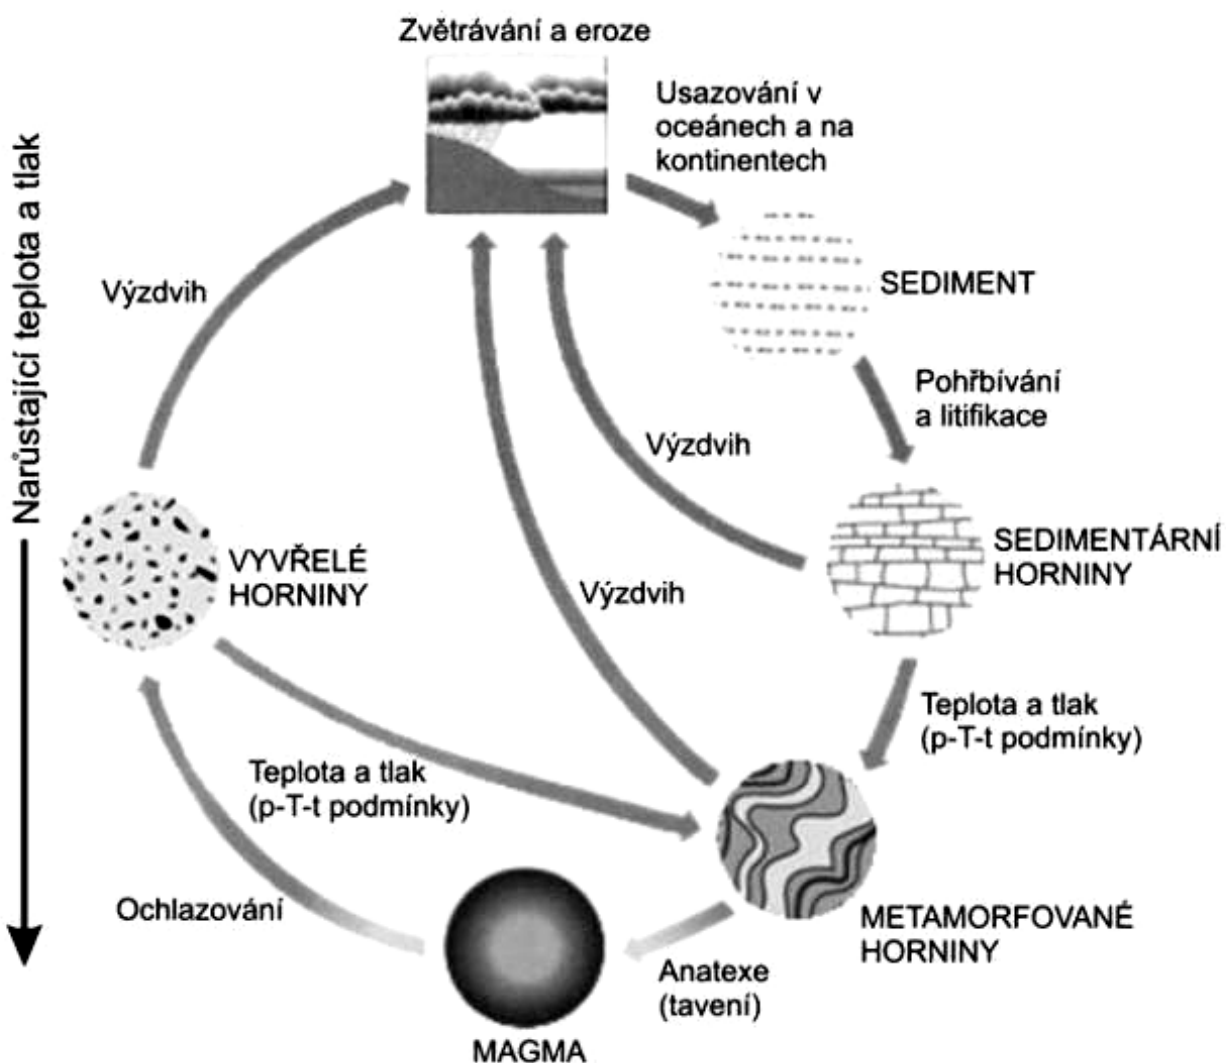 Zvětrávání a eroze
Usazování v
oceánech a na
kontinentech
Narůstající teplota a tlak
Výzdvih
SEDIMENT
Pohřbívání
a litifikace
Výzdvih
VYVŘELÉ
HORNINY
SEDIMENTÁRNÍ
HORNINY
Výzdvih
Teplota a tlak
(p-T-t podmínky)
Teplota a tlak
(p-T-t podmínky)
Ochlazování
METAMORFOVANÉ
HORNINY
Anatexe
(tavení)
MAGMA